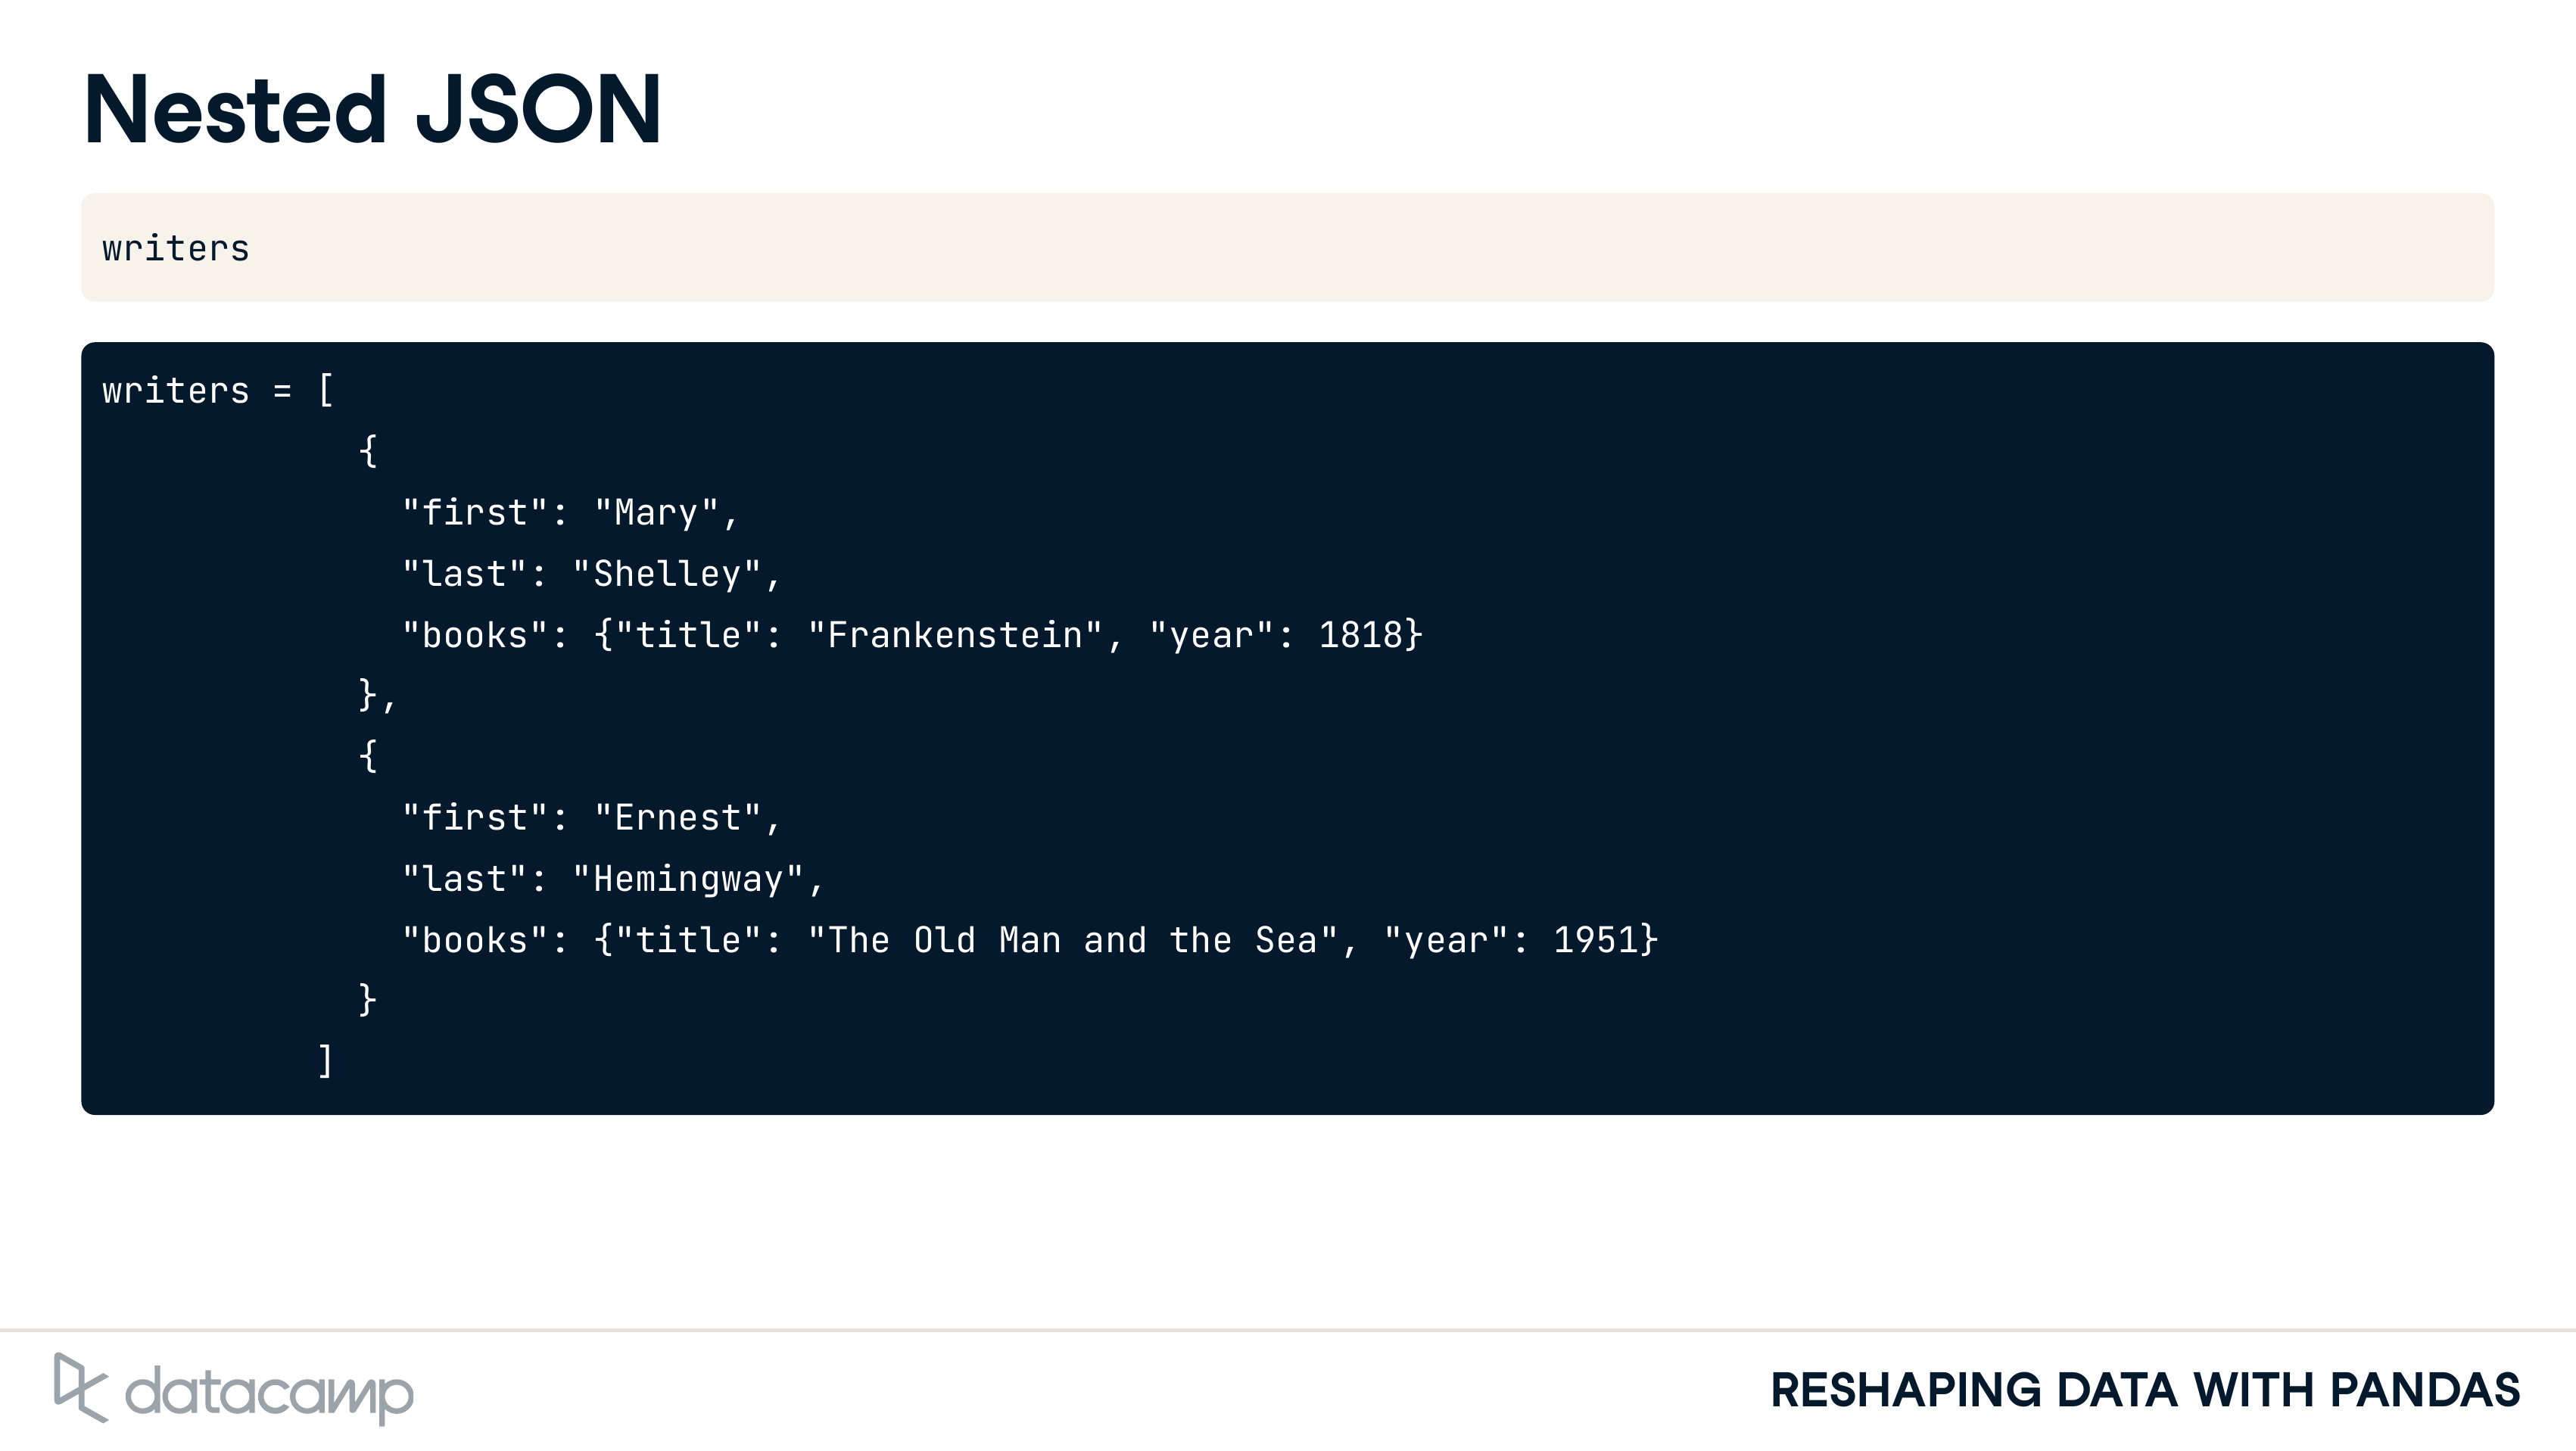 Nested JSON
writers
writers = [
            {
              "first": "Mary",
              "last": "Shelley",
              "books": {"title": "Frankenstein", "year": 1818}
            },
            {
              "first": "Ernest",
              "last": "Hemingway",
              "books": {"title": "The Old Man and the Sea", "year": 1951}
            }
          ]
datacamp
RESHAPING DATA WITH PANDAS